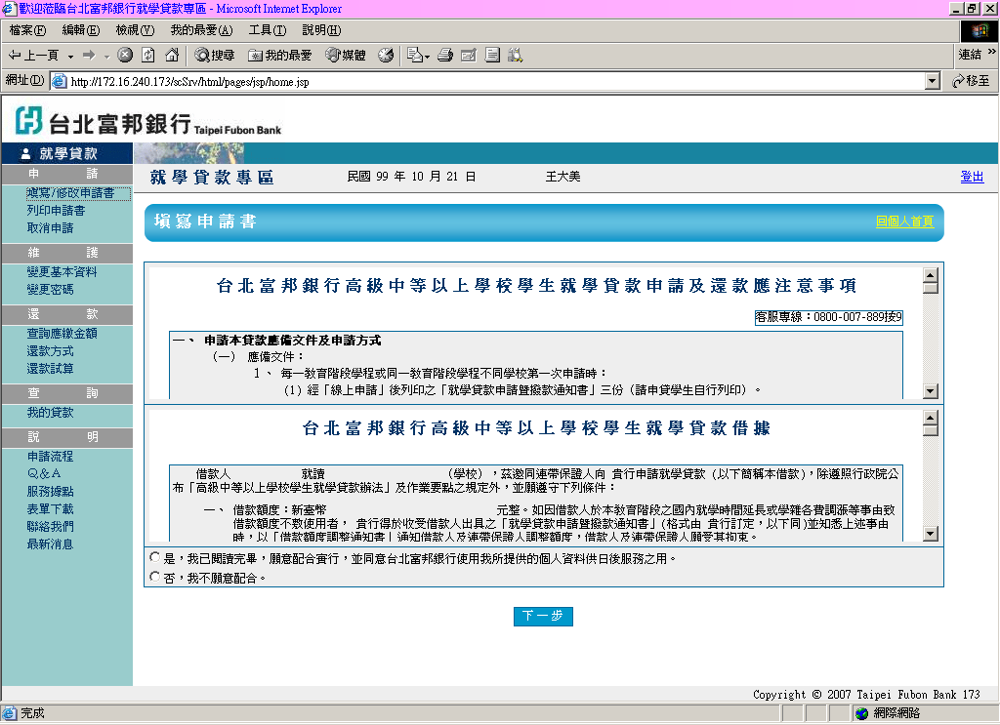 歡迎蒞臨台北富邦銀行就學貸款專區 - Microsoft Internet Explorer
檔案(F) 編輯(E) 檢視(V) 我的最愛(A) 工具(T) 說明(H)
上一頁 搜尋 我的最愛 媒體 連結 »
網址(D) http://172.16.240.173/scSrv/html/pages/jsp/home.jsp 移至
台北富邦銀行 Taipei Fubon Bank
就學貸款
就學貸款專區 民國 99 年 10 月 21 日 王大美 登出
申 請
填寫/修改申請書
列印申請書
取消申請
維 護
變更基本資料
變更密碼
還 款
查詢應繳金額
還款方式
還款試算
查 詢
我的貸款
說 明
申請流程
Q & A
服務據點
表單下載
聯絡我們
最新消息
填寫申請書 回個人首頁
台北富邦銀行高級中等以上學校學生就學貸款申請及還款應注意事項
客服專線：0800-007-889按9
一、 申請本貸款應備文件及申請方式
(一) 應備文件：
1 、 每一教育階段學程或同一教育階段學程不同學校第一次申請時：
(1) 經「線上申請」後列印之「就學貸款申請暨撥款通知書」三份（請申貸學生自行列印）。
台北富邦銀行高級中等以上學校學生就學貸款借據
借款人 就讀 （學校），茲邀同連帶保證人向 貴行申請就學貸款 (以下簡稱本借款)，除遵照行政院公
布「高級中等以上學校學生就學貸款辦法」及作業要點之規定外，並願遵守下列條件：
一、 借款額度：新臺幣 元整。如因借款人於本教育階段之國內就學時間延長或學雜各費調漲等事由致
借款額度不敷使用者， 貴行得於收受借款人出具之「就學貸款申請暨撥款通知書」(格式由 貴行訂定，以下同)並知悉上述事由
時，以「借款額度調整通知書」通知借款人及連帶保證人調整額度，借款人及連帶保證人願受其拘束。
是，我已閱讀完畢，願意配合實行，並同意台北富邦銀行使用我所提供的個人資料供日後服務之用。
否，我不願意配合。
下一步
Copyright © 2007 Taipei Fubon Bank 173
完成 網際網路